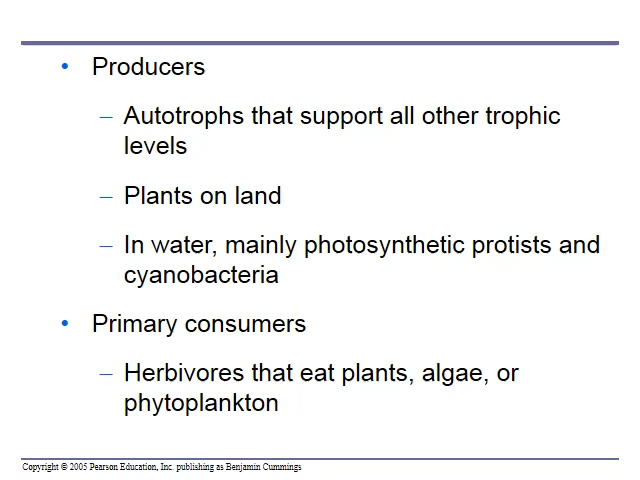 • Producers
– Autotrophs that support all other trophic
levels
– Plants on land
– In water, mainly photosynthetic protists and
cyanobacteria
• Primary consumers
– Herbivores that eat plants, algae, or
phytoplankton
Copyright © 2005 Pearson Education, Inc. publishing as Benjamin Cummings